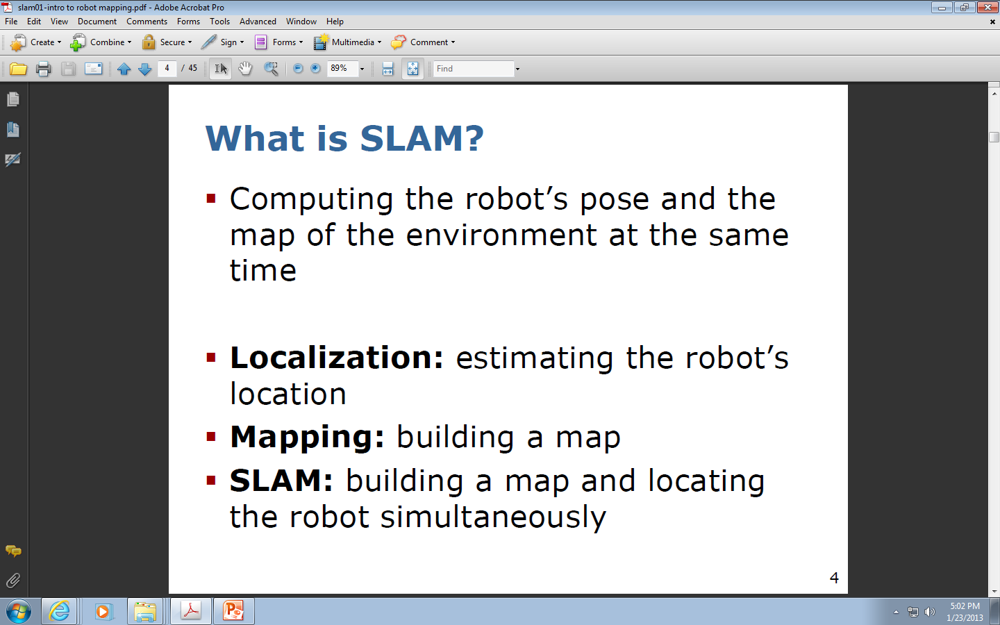 slam01-intro to robot mapping.pdf - Adobe Acrobat Pro
File Edit View Document Comments Forms Tools Advanced Window Help
Create Combine Secure Sign Forms Multimedia Comment
4 / 45 89% Find
What is SLAM?
Computing the robot’s pose and the
map of the environment at the same
time
Localization: estimating the robot’s
location
Mapping: building a map
SLAM: building a map and locating
the robot simultaneously
4
5:02 PM
1/23/2013